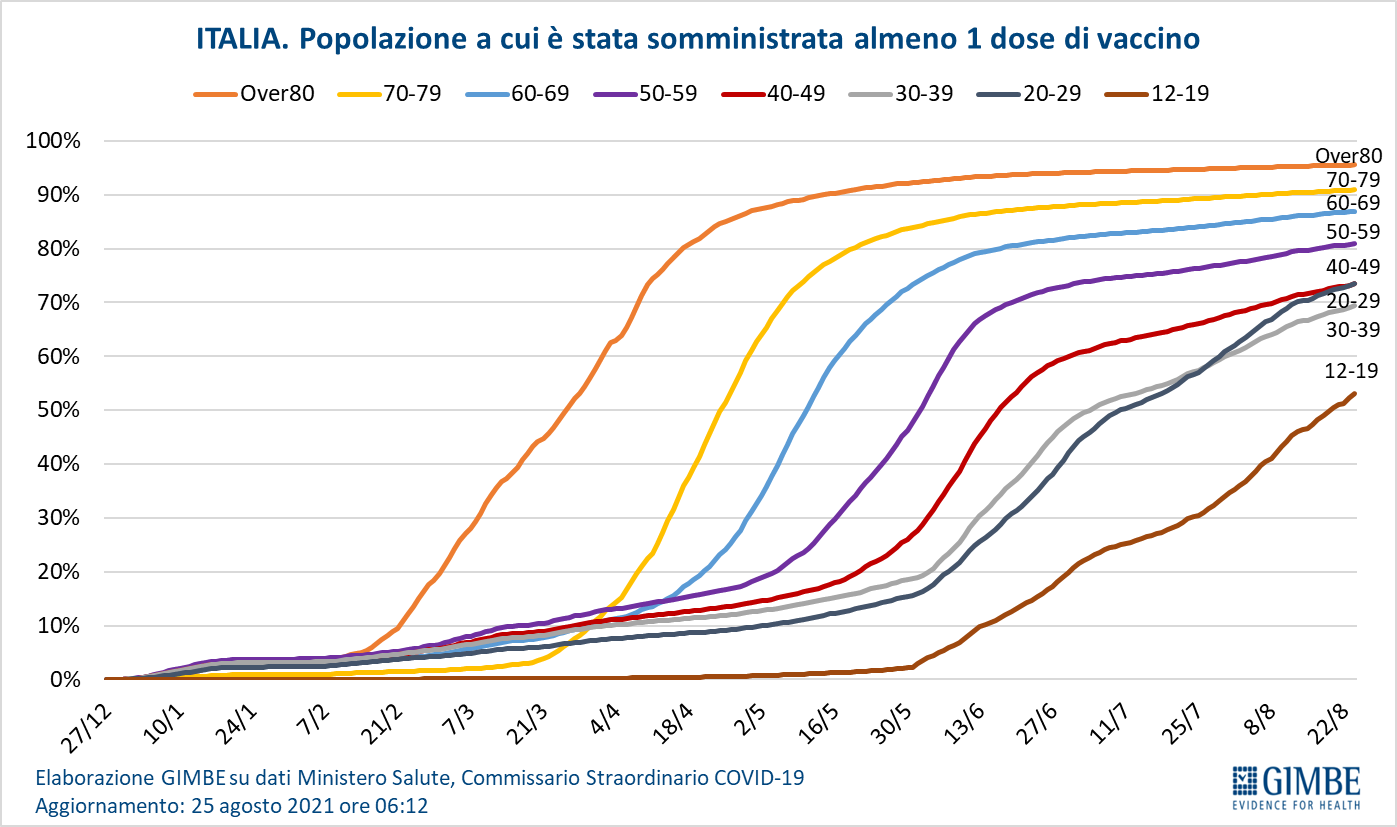 ITALIA. Popolazione a cui è stata somministrata almeno 1 dose di vaccino
Over80 70-79 60-69 50-59 40-49 30-39 20-29 12-19
100%
90%
80%
70%
60%
50%
40%
30%
20%
10%
0%
Over80
70-79
60-69
50-59
40-49
20-29
30-39
12-19
27/12 10/1 24/1 7/2 21/2 7/3 21/3 4/4 18/4 2/5 16/5 30/5 13/6 27/6 11/7 25/7 8/8 22/8
Elaborazione GIMBE su dati Ministero Salute, Commissario Straordinario COVID-19
Aggiornamento: 25 agosto 2021 ore 06:12
GIMBE
EVIDENCE FOR HEALTH